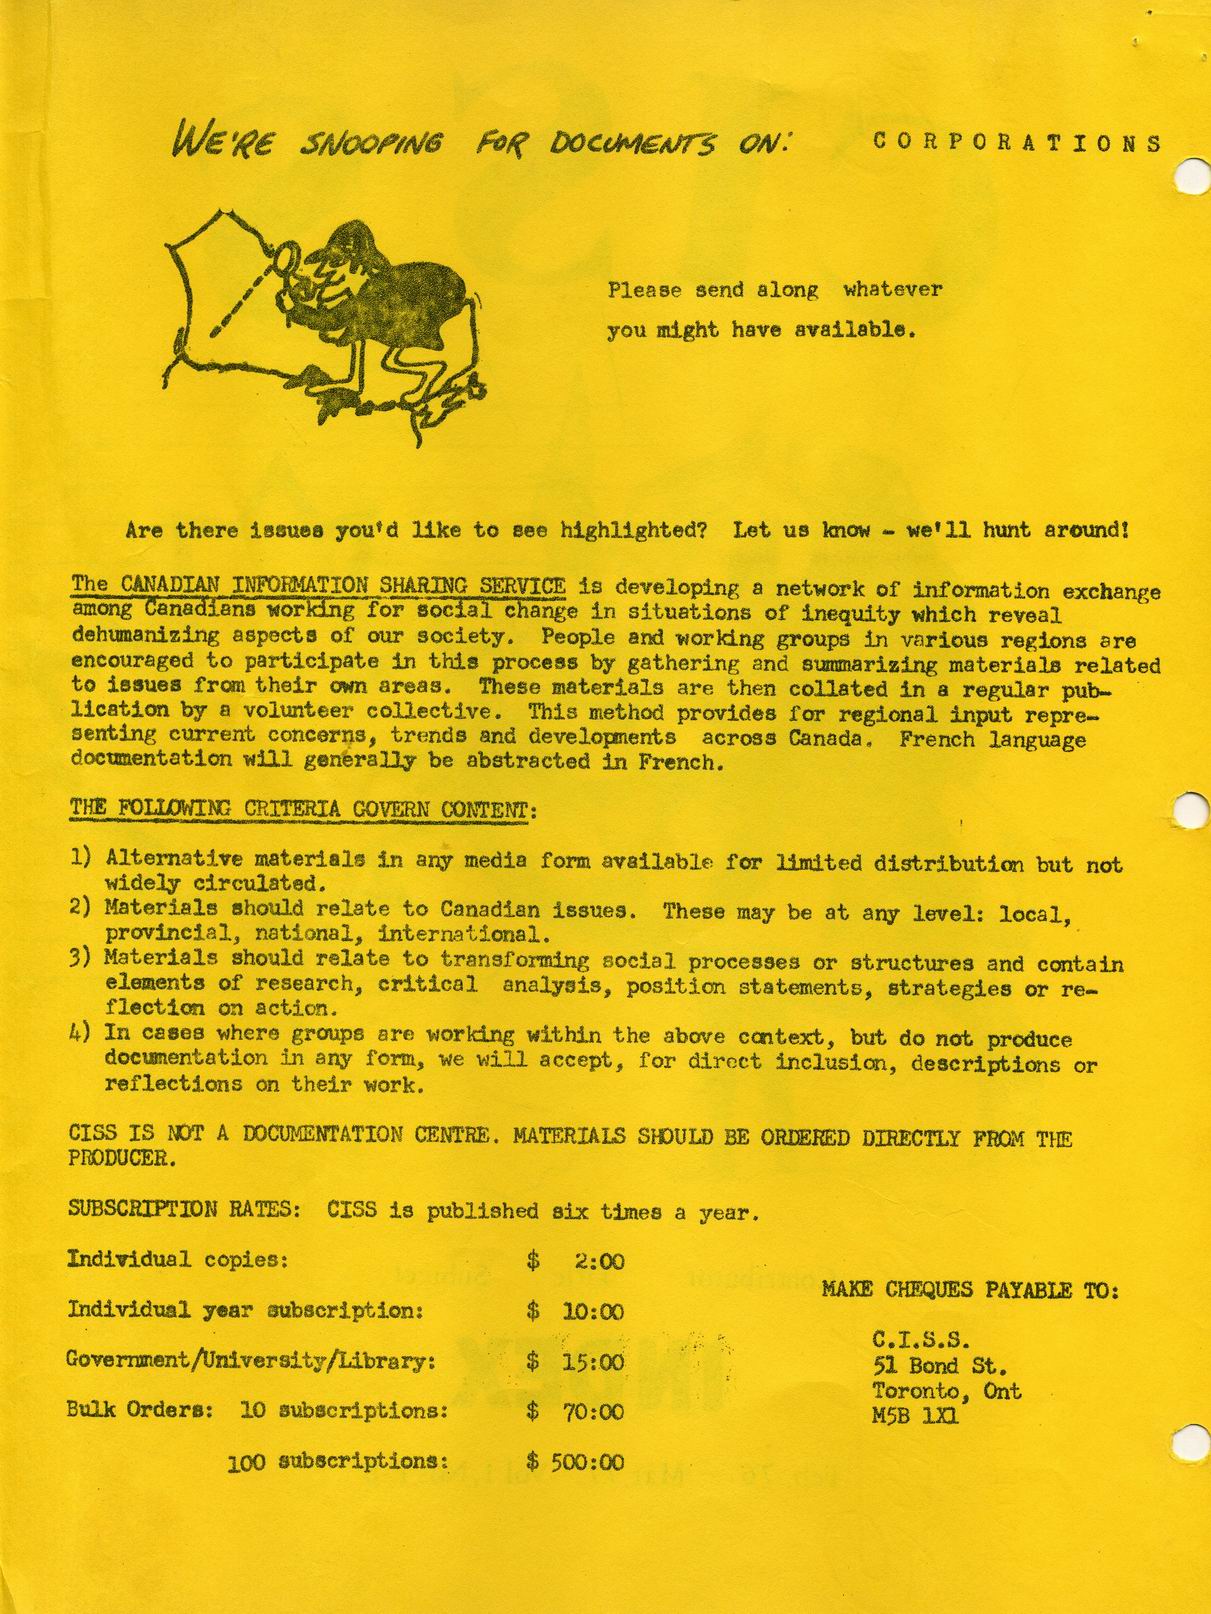 WE'RE SNOOPING FOR DOCUMENTS ON: CORPORATIONS
Please send along whatever
you might have available.
Are there issues you'd like to see highlighted? Let us know - we'll hunt around!
The CANADIAN INFORMATION SHARING SERVICE is developing a network of information exchange
among Canadians working for social change in situations of inequity which reveal
dehumanizing aspects of our society. People and working groups in various regions are
encouraged to participate in this process by gathering and summarizing materials related
to issues from their own areas. These materials are then collated in a regular pub-
lication by a volunteer collective. This method provides for regional input repre-
senting current concerns, trends and developments across Canada. French language
documentation will generally be abstracted in French.
THE FOLLOWING CRITERIA GOVERN CONTENT:
1) Alternative materials in any media form available for limited distribution but not
widely circulated.
2) Materials should relate to Canadian issues. These may be at any level: local,
provincial, national, international.
3) Materials should relate to transforming social processes or structures and contain
elements of research, critical analysis, position statements, strategies or re-
flection on action.
4) In cases where groups are working within the above context, but do not produce
documentation in any form, we will accept, for direct inclusion, descriptions or
reflections on their work.
CISS IS NOT A DOCUMENTATION CENTRE. MATERIALS SHOULD BE ORDERED DIRECTLY FROM THE
PRODUCER.
SUBSCRIPTION RATES: CISS is published six times a year.
Individual copies: $ 2:00
Individual year subscription: $ 10:00
Government/University/Library: $ 15:00
Bulk Orders: 10 subscriptions: $ 70:00
100 subscriptions: $ 500:00
MAKE CHEQUES PAYABLE TO:
C.I.S.S.
51 Bond St.
Toronto, Ont
M5B 1X1